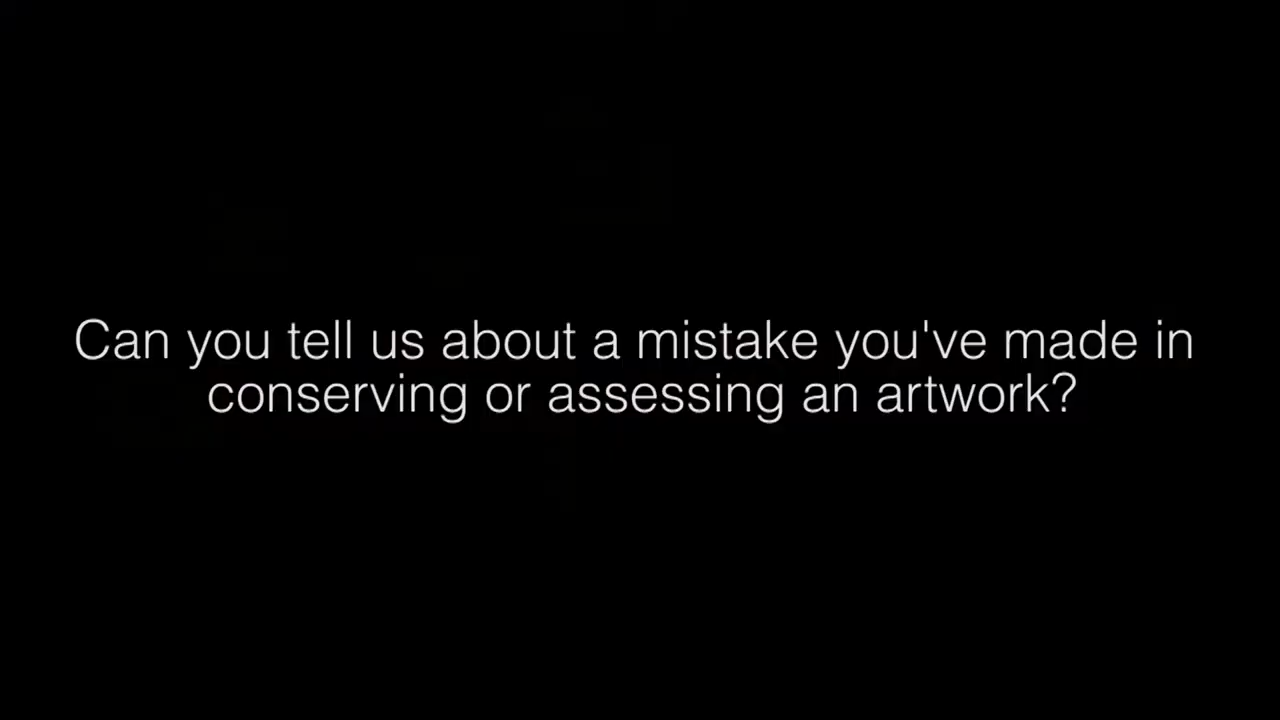 Can you tell us about a mistake you've made in
conserving or assessing an artwork?